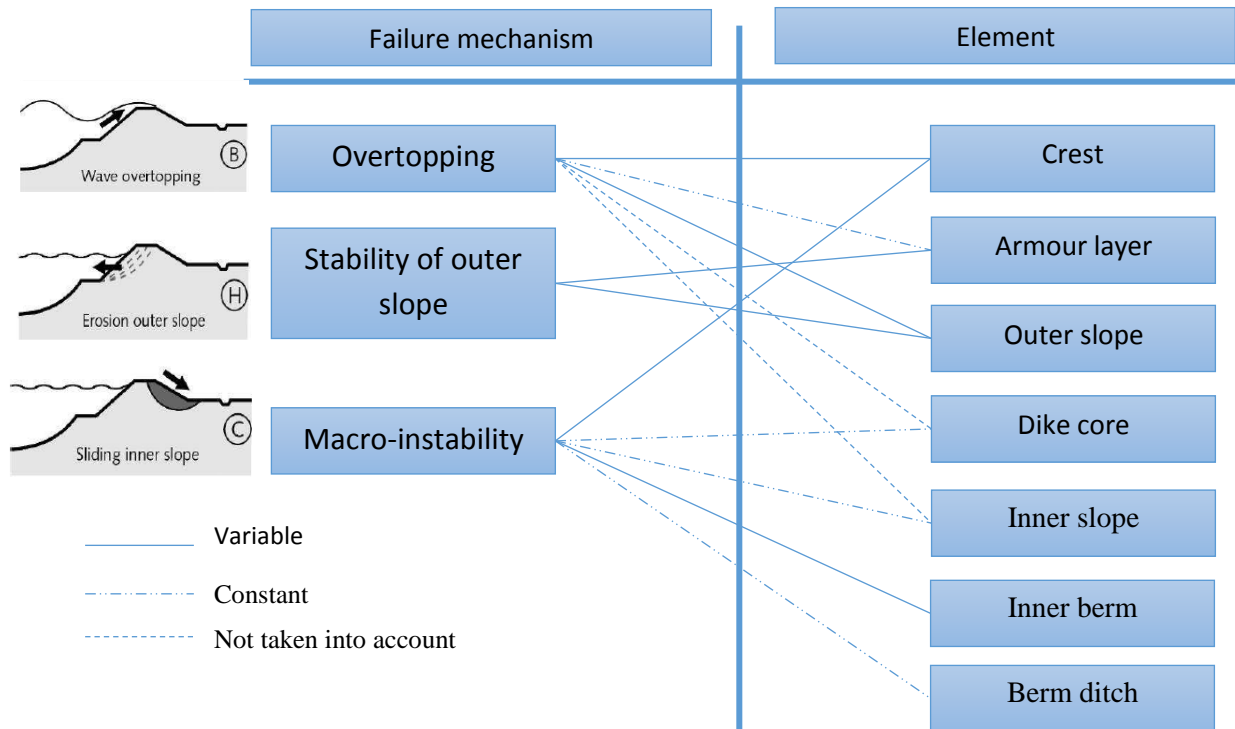 Failure mechanism
Element
B
Wave overtopping
Overtopping
Crest
H
Erosion outer slope
Stability of outer
slope
Armour layer
Outer slope
C
Sliding inner slope
Macro-instability
Dike core
Inner slope
Inner berm
Berm ditch
Variable
Constant
Not taken into account